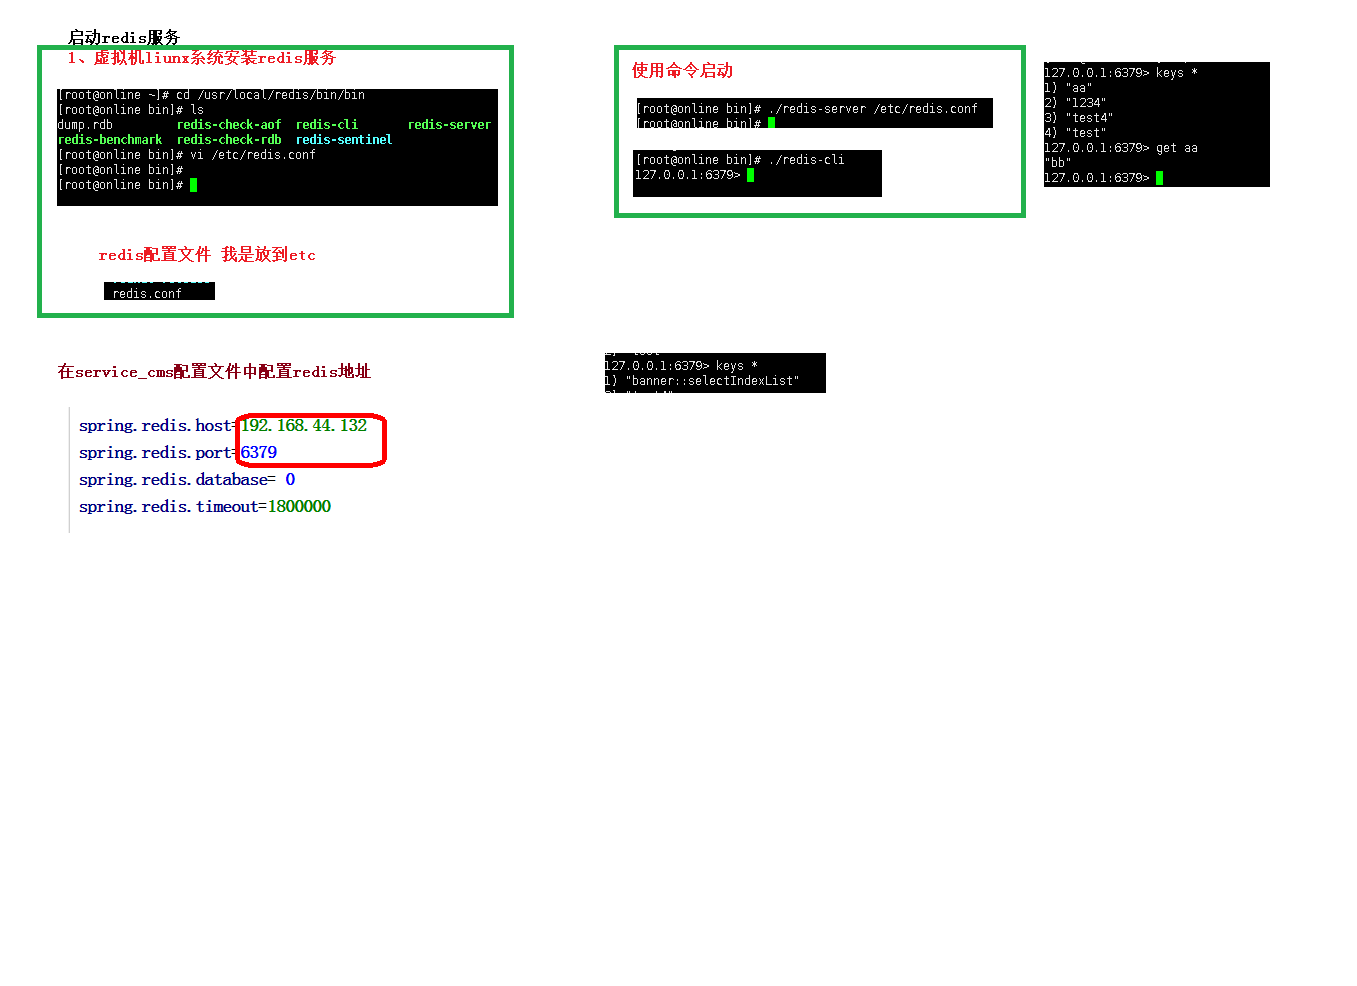 启动redis服务
1、虚拟机liunx系统安装redis服务
[root@online ~]# cd /usr/local/redis/bin/bin
[root@online bin]# ls
dump.rdb redis-check-aof redis-cli redis-server
redis-benchmark redis-check-rdb redis-sentinel
[root@online bin]# vi /etc/redis.conf
[root@online bin]#
[root@online bin]#
redis配置文件 我是放到etc
redis.conf
使用命令启动
[root@online bin]# ./redis-server /etc/redis.conf
[root@online bin]#
[root@online bin]# ./redis-cli
127.0.0.1:6379>
127.0.0.1:6379> keys *
1) "aa"
2) "1234"
3) "test4"
4) "test"
127.0.0.1:6379> get aa
"bb"
127.0.0.1:6379>
在service_cms配置文件中配置redis地址
spring.redis.host=192.168.44.132
spring.redis.port=6379
spring.redis.database= 0
spring.redis.timeout=1800000
127.0.0.1:6379> keys *
1) "banner::selectIndexList"